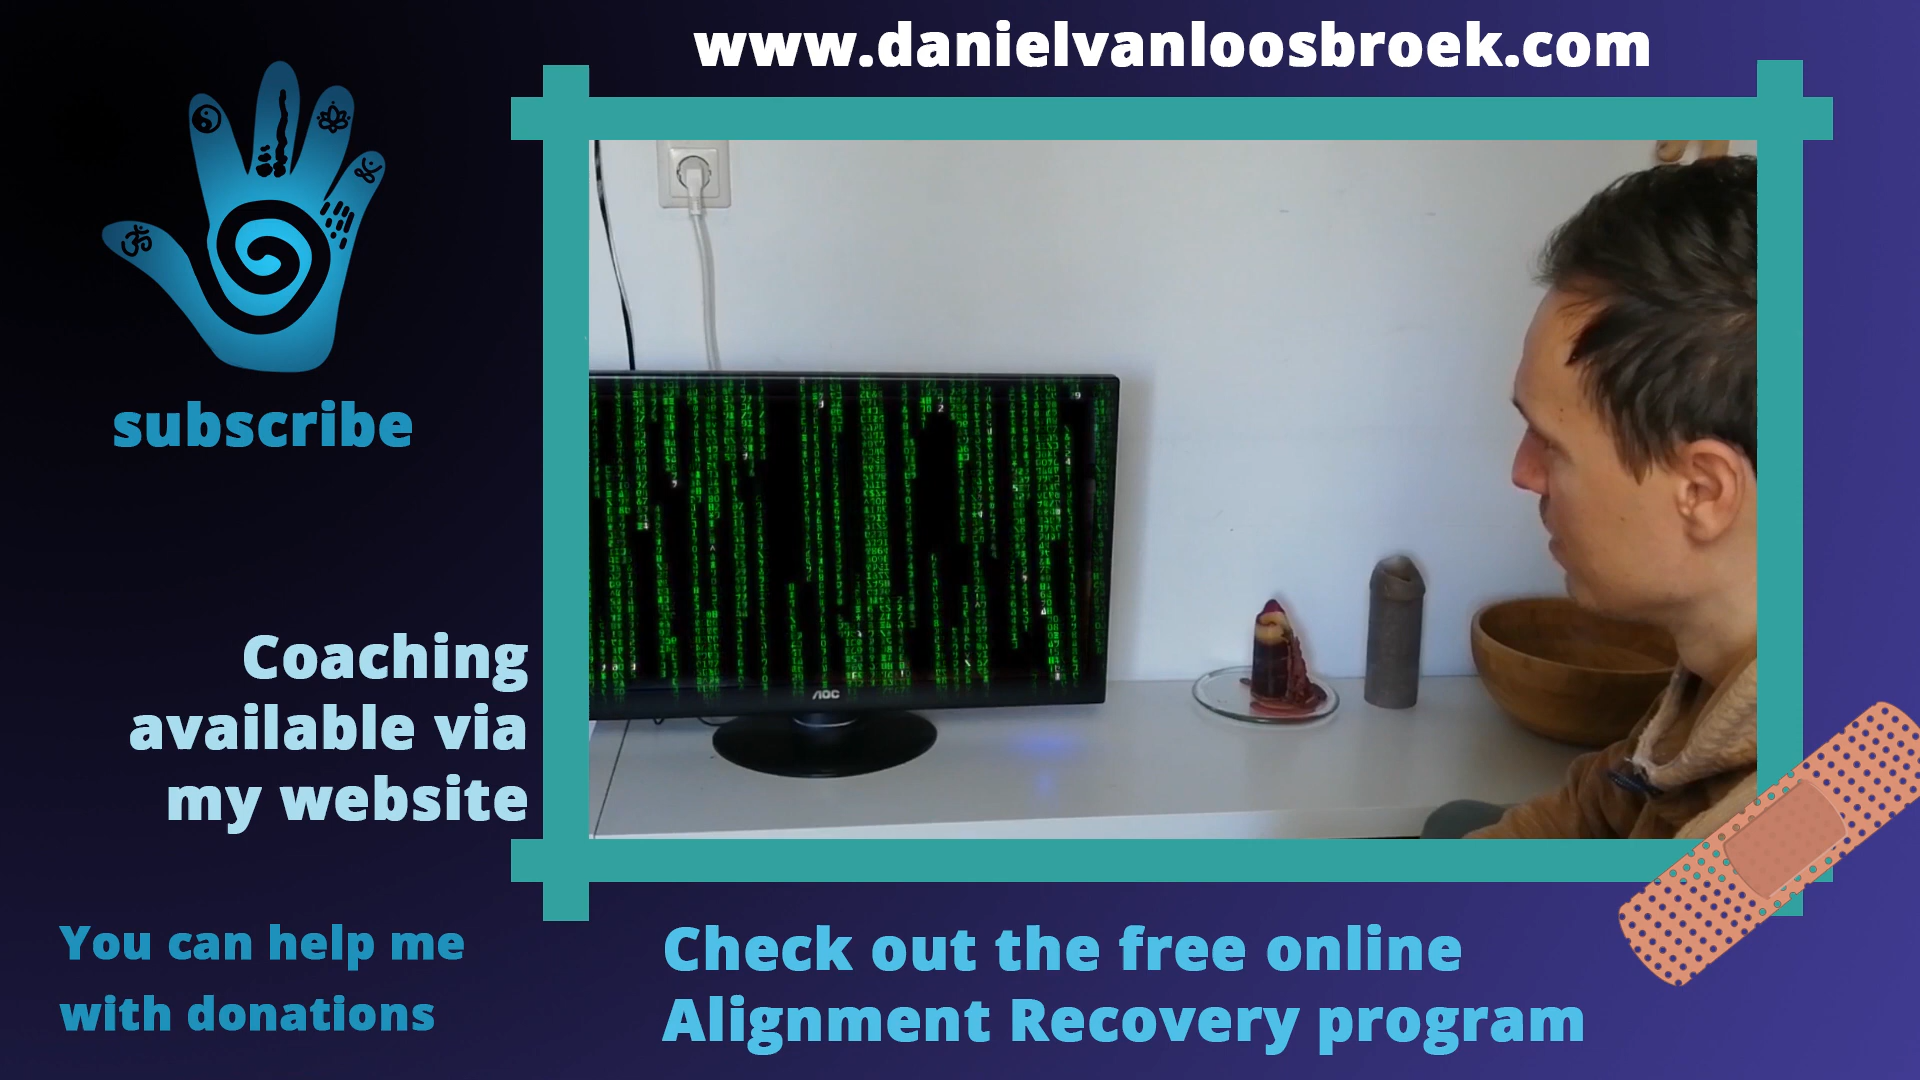 www.danielvanloosbroek.com
subscribe
Coaching
available via
my website
You can help me
with donations
Check out the free online
Alignment Recovery program
AOC